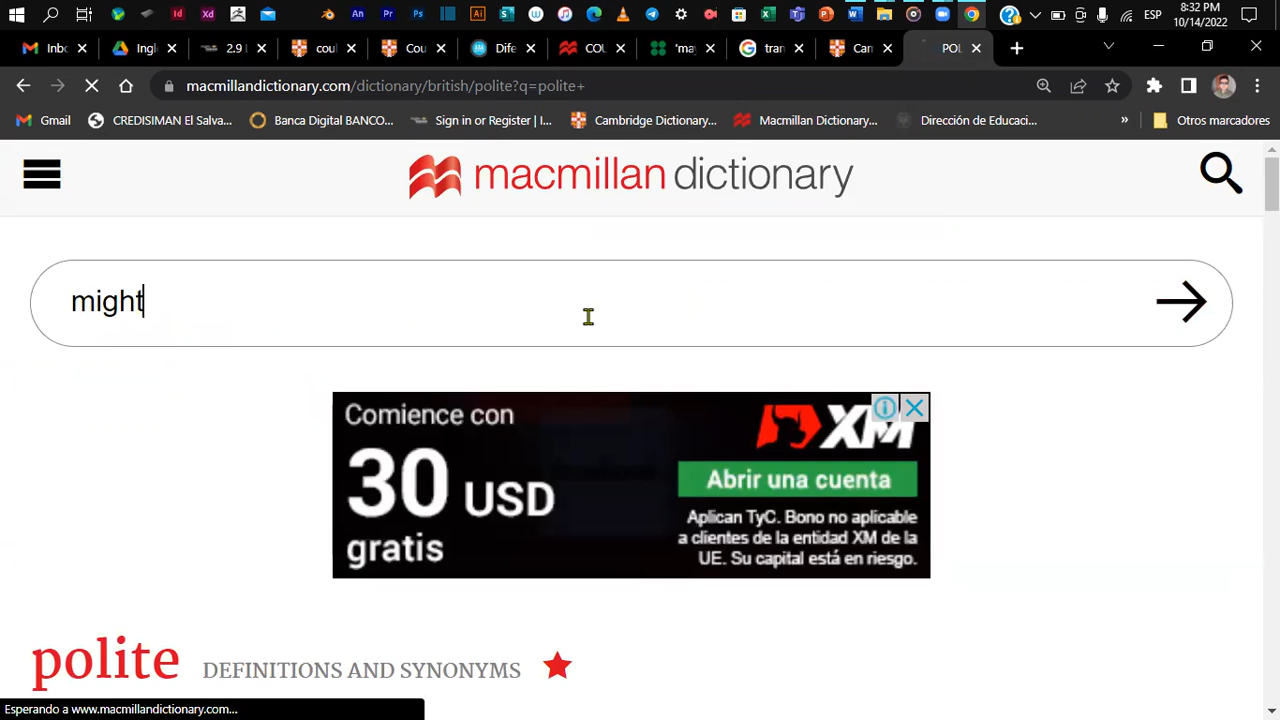 An
8:32 PM
ESP
10/14/2022
Inbo
Ingle
2.9 I
coul
Cou
Dife
COU
'may
tran
Can
POL
macmillandictionary.com/dictionary/british/polite?q=polite+
Gmail
CREDISIMAN El Salva...
Banca Digital BANCO...
Sign in or Register | I...
Cambridge Dictionary...
Macmillan Dictionary...
Dirección de Educaci...
»
Otros marcadores
macmillan dictionary
might
Comience con
30 USD
gratis
XM
Abrir una cuenta
Aplican TyC. Bono no aplicable
a clientes de la entidad XM de la
UE. Su capital está en riesgo.
polite DEFINITIONS AND SYNONYMS
Esperando a www.macmillandictionary.com...